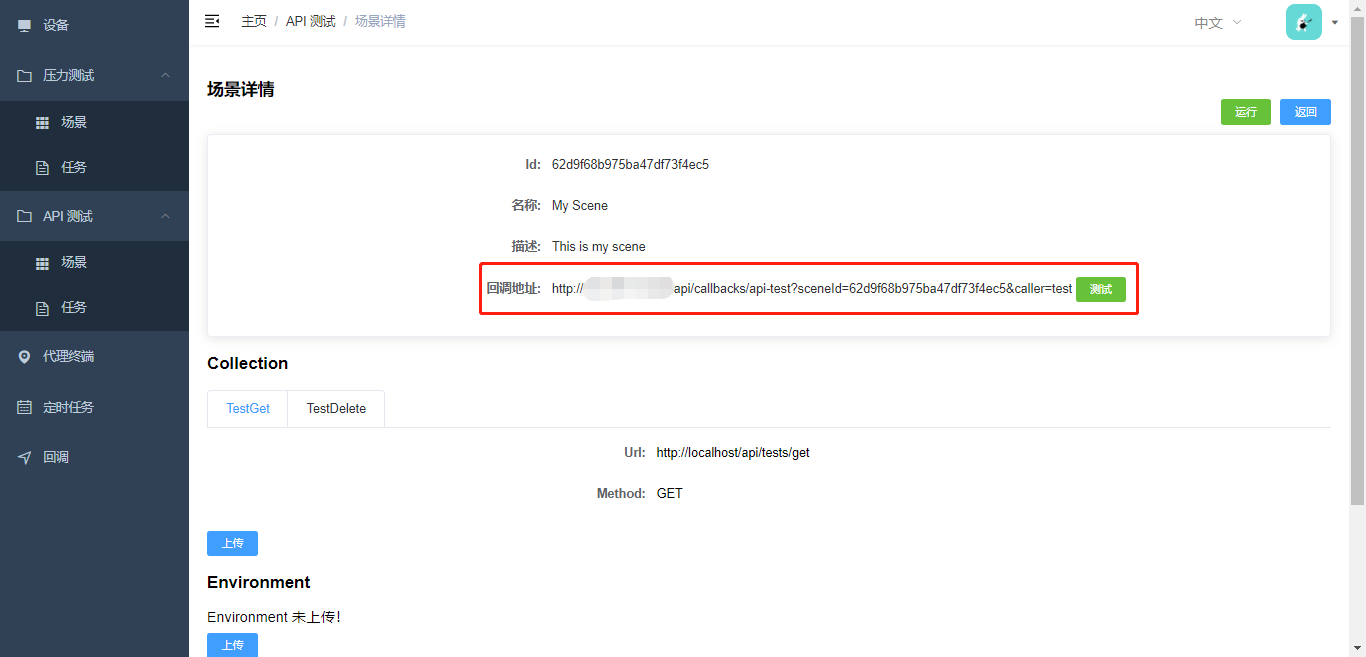 设备
压力测试
场景
任务
API 测试
场景
任务
代理终端
定时任务
回调
主页 / API 测试 / 场景详情
中文
场景详情
运行 返回
Id: 62d9f68b975ba47df73f4ec5
名称: My Scene
描述: This is my scene
回调地址: http:// api/callbacks/api-test?sceneId=62d9f68b975ba47df73f4ec5&caller=test 测试
Collection
TestGet TestDelete
Url: http://localhost/api/tests/get
Method: GET
上传
Environment
Environment 未上传!
上传